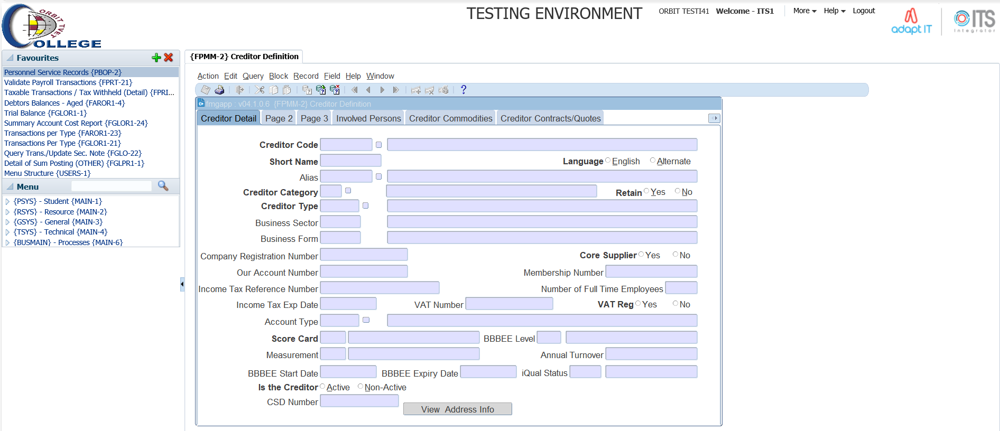 ORBIT TVET
COLLEGE
TESTING ENVIRONMENT
ORBIT TESTI41 Welcome - ITS1 More Help Logout
adapt IT
ITS
Integrator
Favourites
Personnel Service Records {PBOP-2}
Validate Payroll Transactions {FPRT-21}
Taxable Transactions / Tax Withheld (Detail) {FPRI...
Debtors Balances - Aged {FAROR1-4}
Trial Balance {FGLOR1-1}
Summary Account Cost Report {FGLOR1-24}
Transactions per Type {FAROR1-23}
Transactions Per Type {FGLOR1-21}
Query Trans./Update Sec. Note {FGLO-22}
Detail of Sum Posting (OTHER) {FGLPR1-1}
Menu Structure {USERS-1}
Menu
{PSYS} - Student {MAIN-1}
{RSYS} - Resource {MAIN-2}
{GSYS} - General {MAIN-3}
{TSYS} - Technical {MAIN-4}
{BUSMAIN} - Processes {MAIN-6}
{FPMM-2} Creditor Definition
Action Edit Query Block Record Field Help Window
fmgapp : v04.1.0.6 {FPMM-2} Creditor Definition
Creditor Detail Page 2 Page 3 Involved Persons Creditor Commodities Creditor Contracts/Quotes
Creditor Code
Short Name Language English Alternate
Alias
Creditor Category Retain Yes No
Creditor Type
Business Sector
Business Form
Company Registration Number Core Supplier Yes No
Our Account Number Membership Number
Income Tax Reference Number Number of Full Time Employees
Income Tax Exp Date VAT Number VAT Reg Yes No
Account Type
Score Card BBBEE Level
Measurement Annual Turnover
BBBEE Start Date BBBEE Expiry Date iQual Status
Is the Creditor Active Non-Active
CSD Number
View Address Info